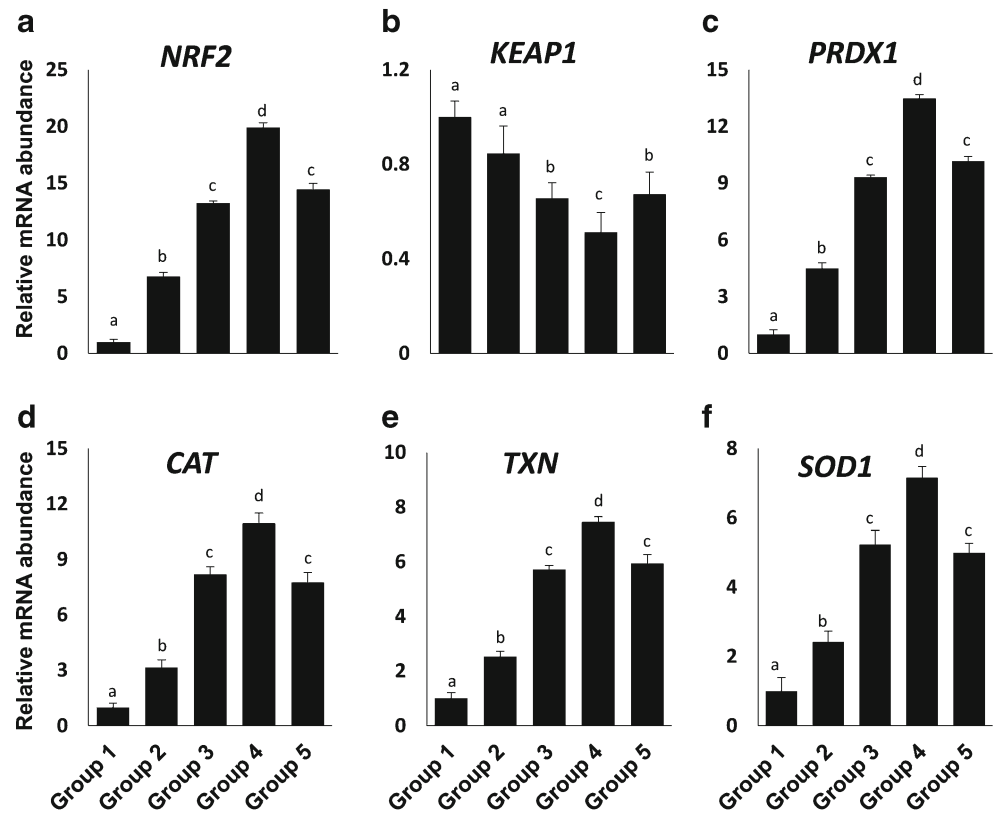 a
NRF2
Relative mRNA abundance
25
20
15
10
5
0
a
b
c
d
c
b
KEAP1
1.2
0.8
0.4
0
a
a
b
c
b
c
PRDX1
15
12
9
6
3
0
a
b
c
d
c
d
CAT
Relative mRNA abundance
15
12
9
6
3
0
a
b
c
d
c
Group 1
Group 2
Group 3
Group 4
Group 5
e
TXN
10
8
6
4
2
0
a
b
c
d
c
Group 1
Group 2
Group 3
Group 4
Group 5
f
SOD1
8
6
4
2
0
a
b
c
d
c
Group 1
Group 2
Group 3
Group 4
Group 5